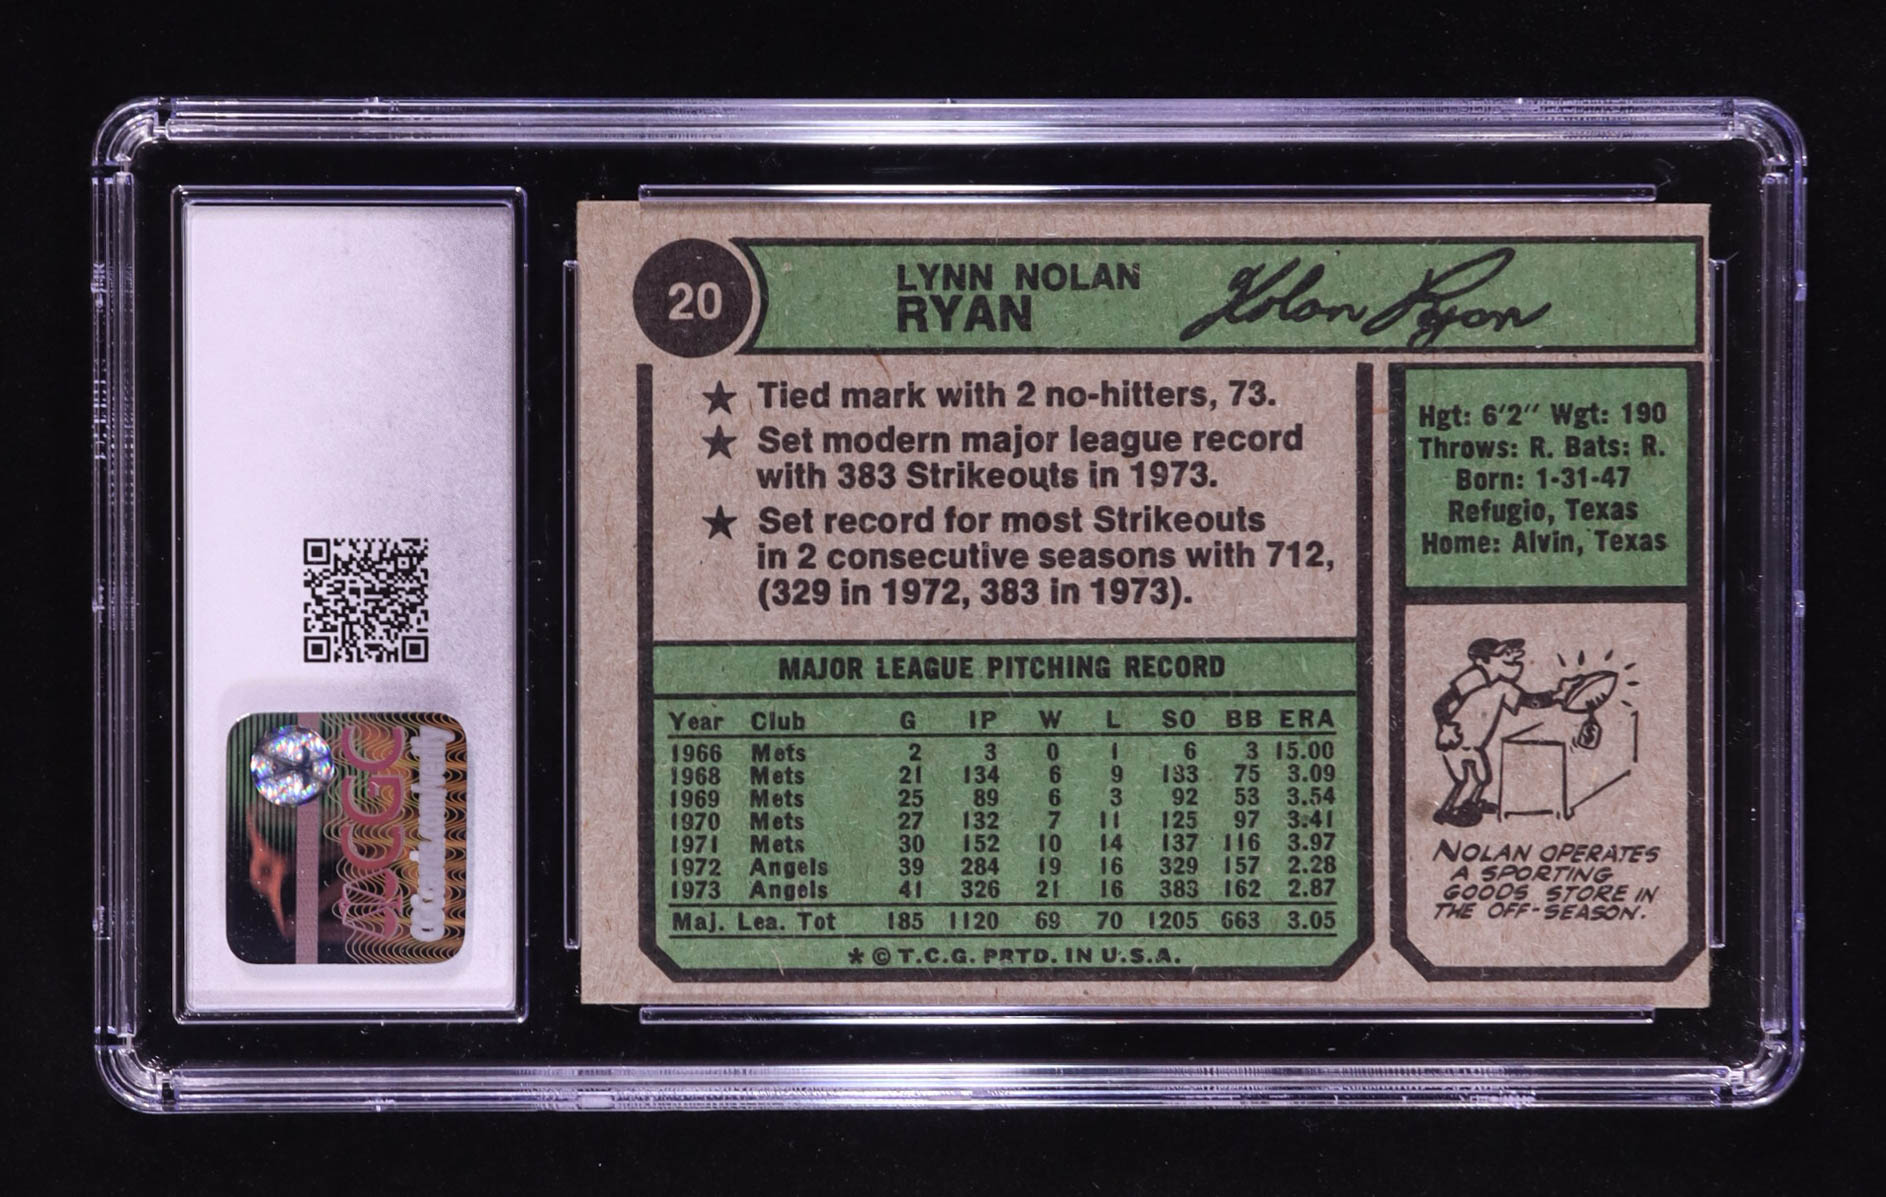 20
LYNN NOLAN
RYAN
Nolan Ryan
★ Tied mark with 2 no-hitters, 73.
★ Set modern major league record
with 383 Strikeouts in 1973.
★ Set record for most Strikeouts
in 2 consecutive seasons with 712,
(329 in 1972, 383 in 1973).
Hgt: 6'2" Wgt: 190
Throws: R. Bats: R.
Born: 1-31-47
Refugio, Texas
Home: Alvin, Texas
MAJOR LEAGUE PITCHING RECORD
Year Club G IP W L SO BB ERA
1966 Mets 2 3 0 1 6 3 15.00
1968 Mets 21 134 6 9 133 75 3.09
1969 Mets 25 89 6 3 92 53 3.54
1970 Mets 27 132 7 11 125 97 3.41
1971 Mets 30 152 10 14 137 116 3.97
1972 Angels 39 284 19 16 329 157 2.28
1973 Angels 41 326 21 16 383 162 2.87
Maj. Lea. Tot 185 1120 69 70 1205 663 3.05
* © T.C.G. PRTD. IN U.S.A.
$
NOLAN OPERATES
A SPORTING
GOODS STORE IN
THE OFF-SEASON.
CGC